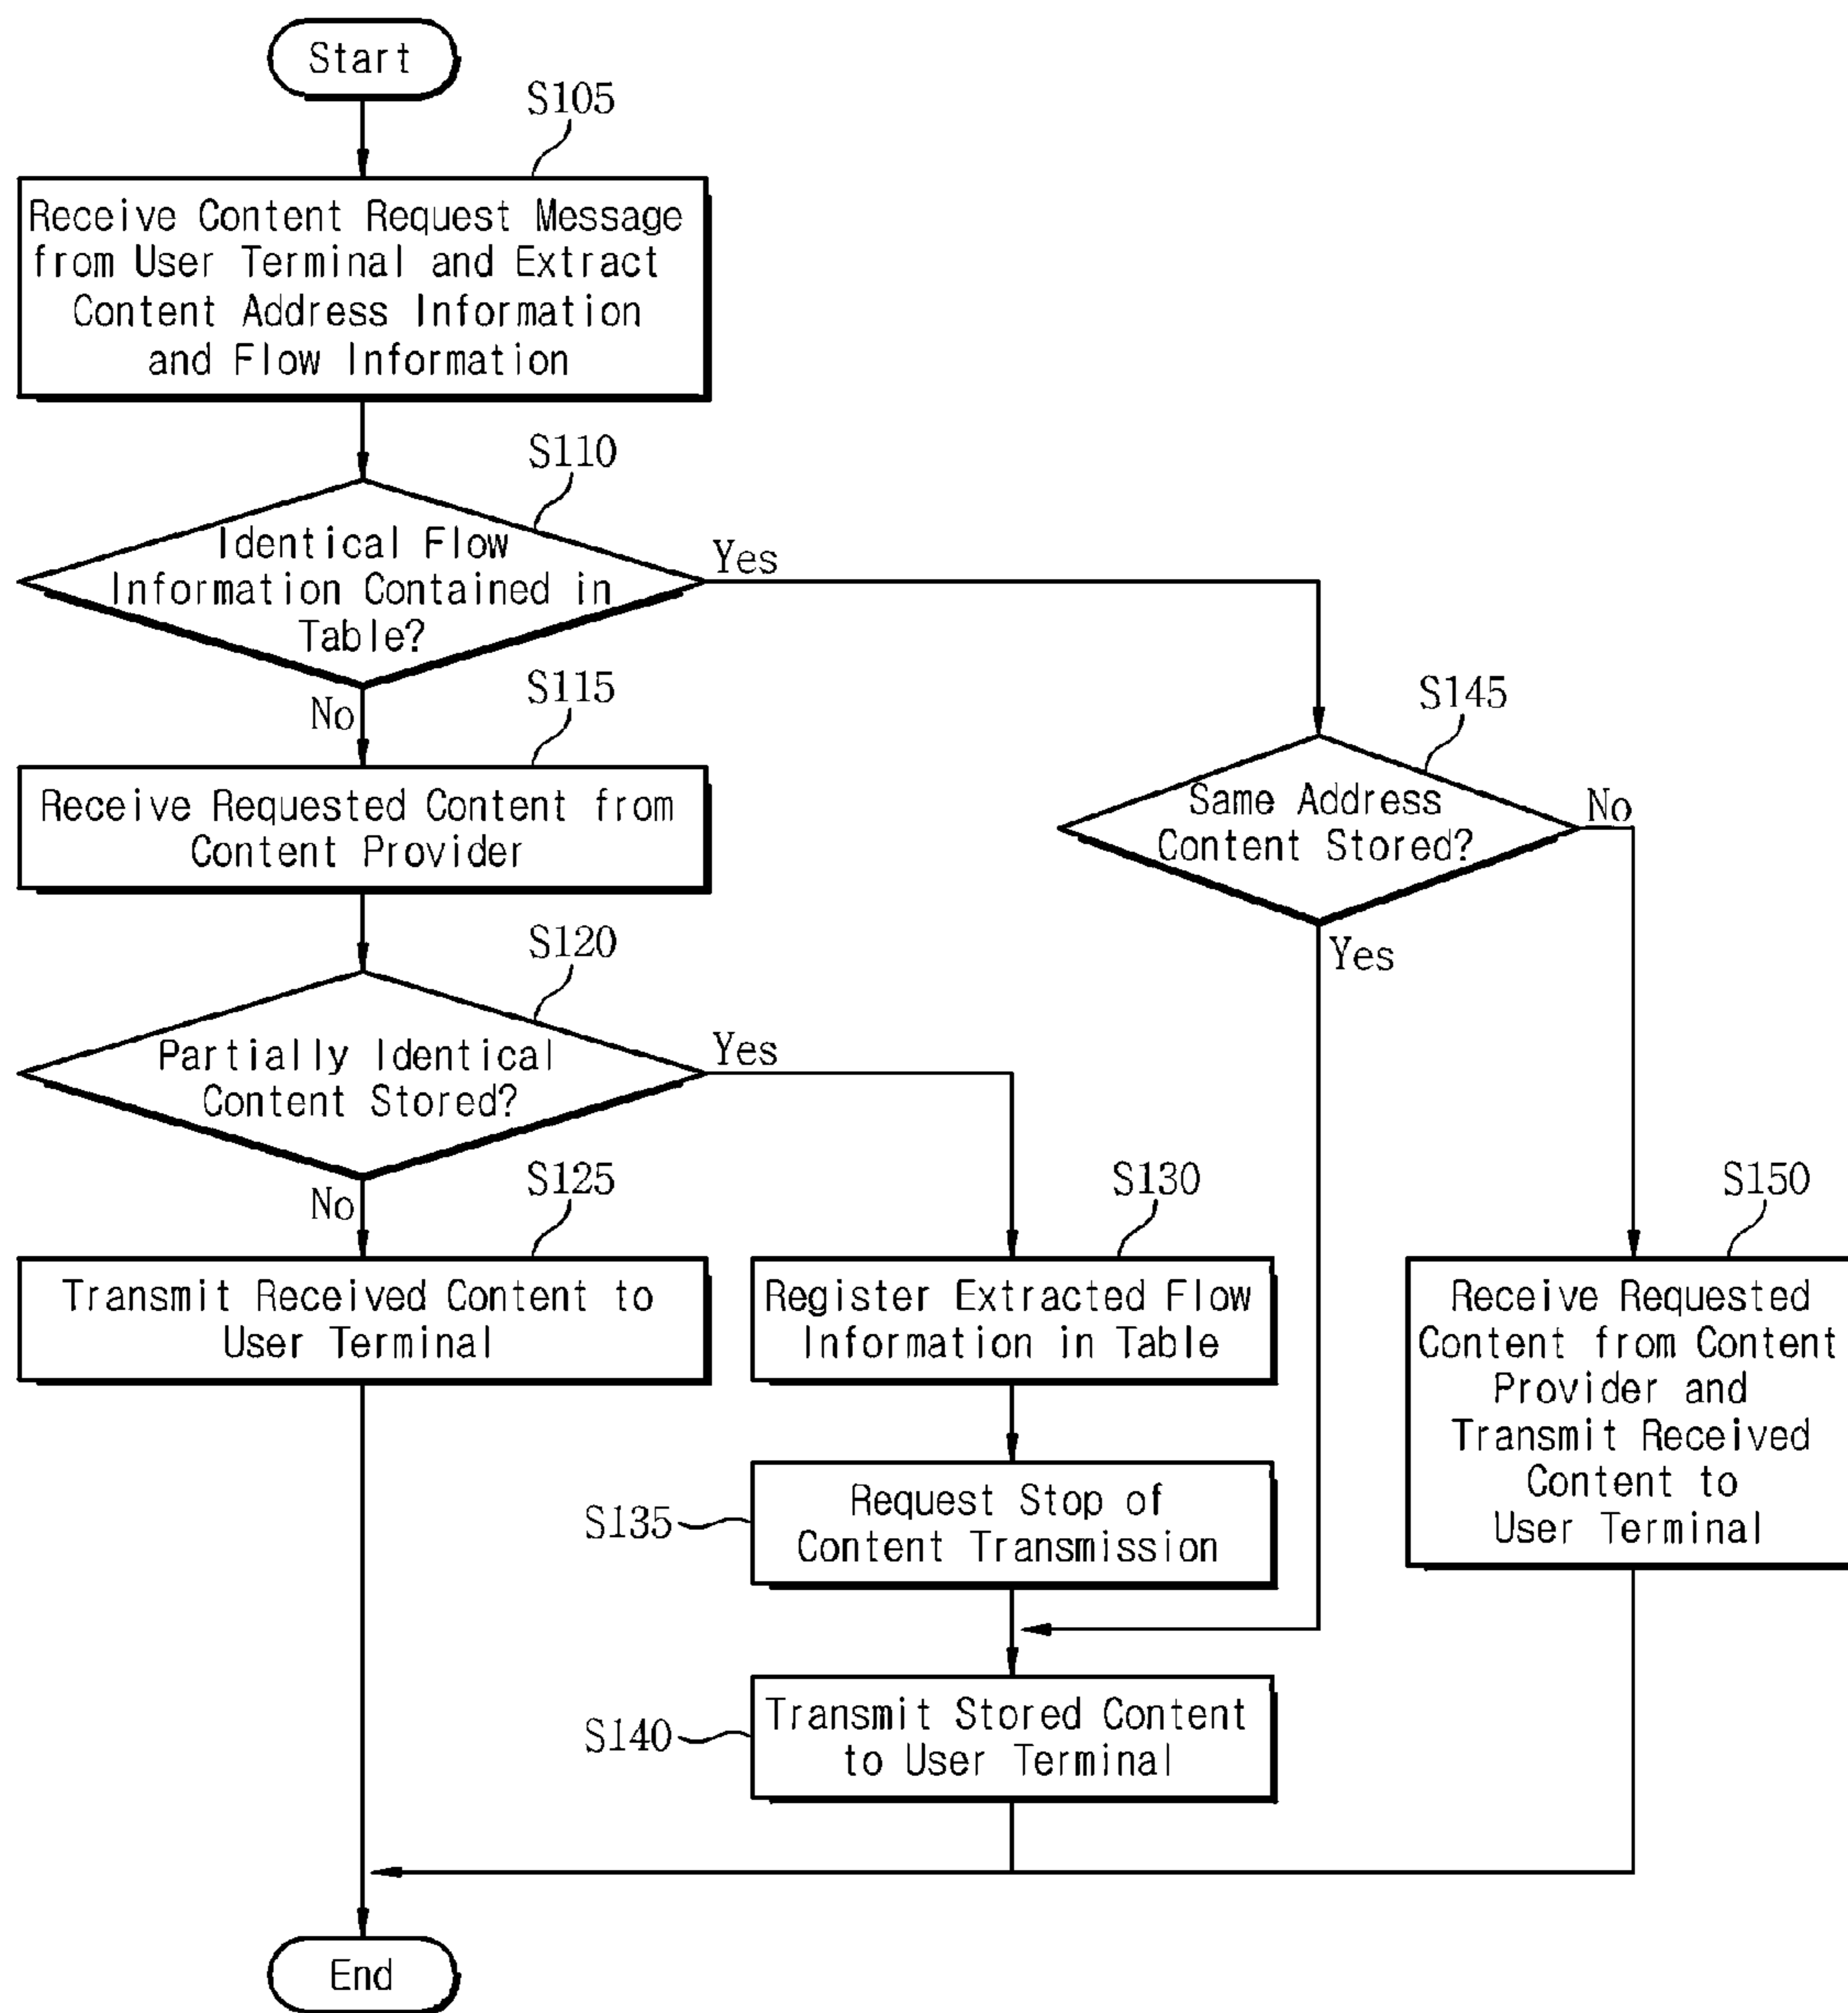 Start
S105
Receive Content Request Message
from User Terminal and Extract
Content Address Information
and Flow Information
S110
Identical Flow
Information Contained in
Table?
Yes
No
S115
Receive Requested Content from
Content Provider
S145
Same Address
Content Stored?
No
Yes
S120
Partially Identical
Content Stored?
Yes
No
S125
Transmit Received Content to
User Terminal
S130
Register Extracted Flow
Information in Table
S150
Receive Requested
Content from Content
Provider and
Transmit Received
Content to
User Terminal
S135
Request Stop of
Content Transmission
S140
Transmit Stored Content
to User Terminal
End